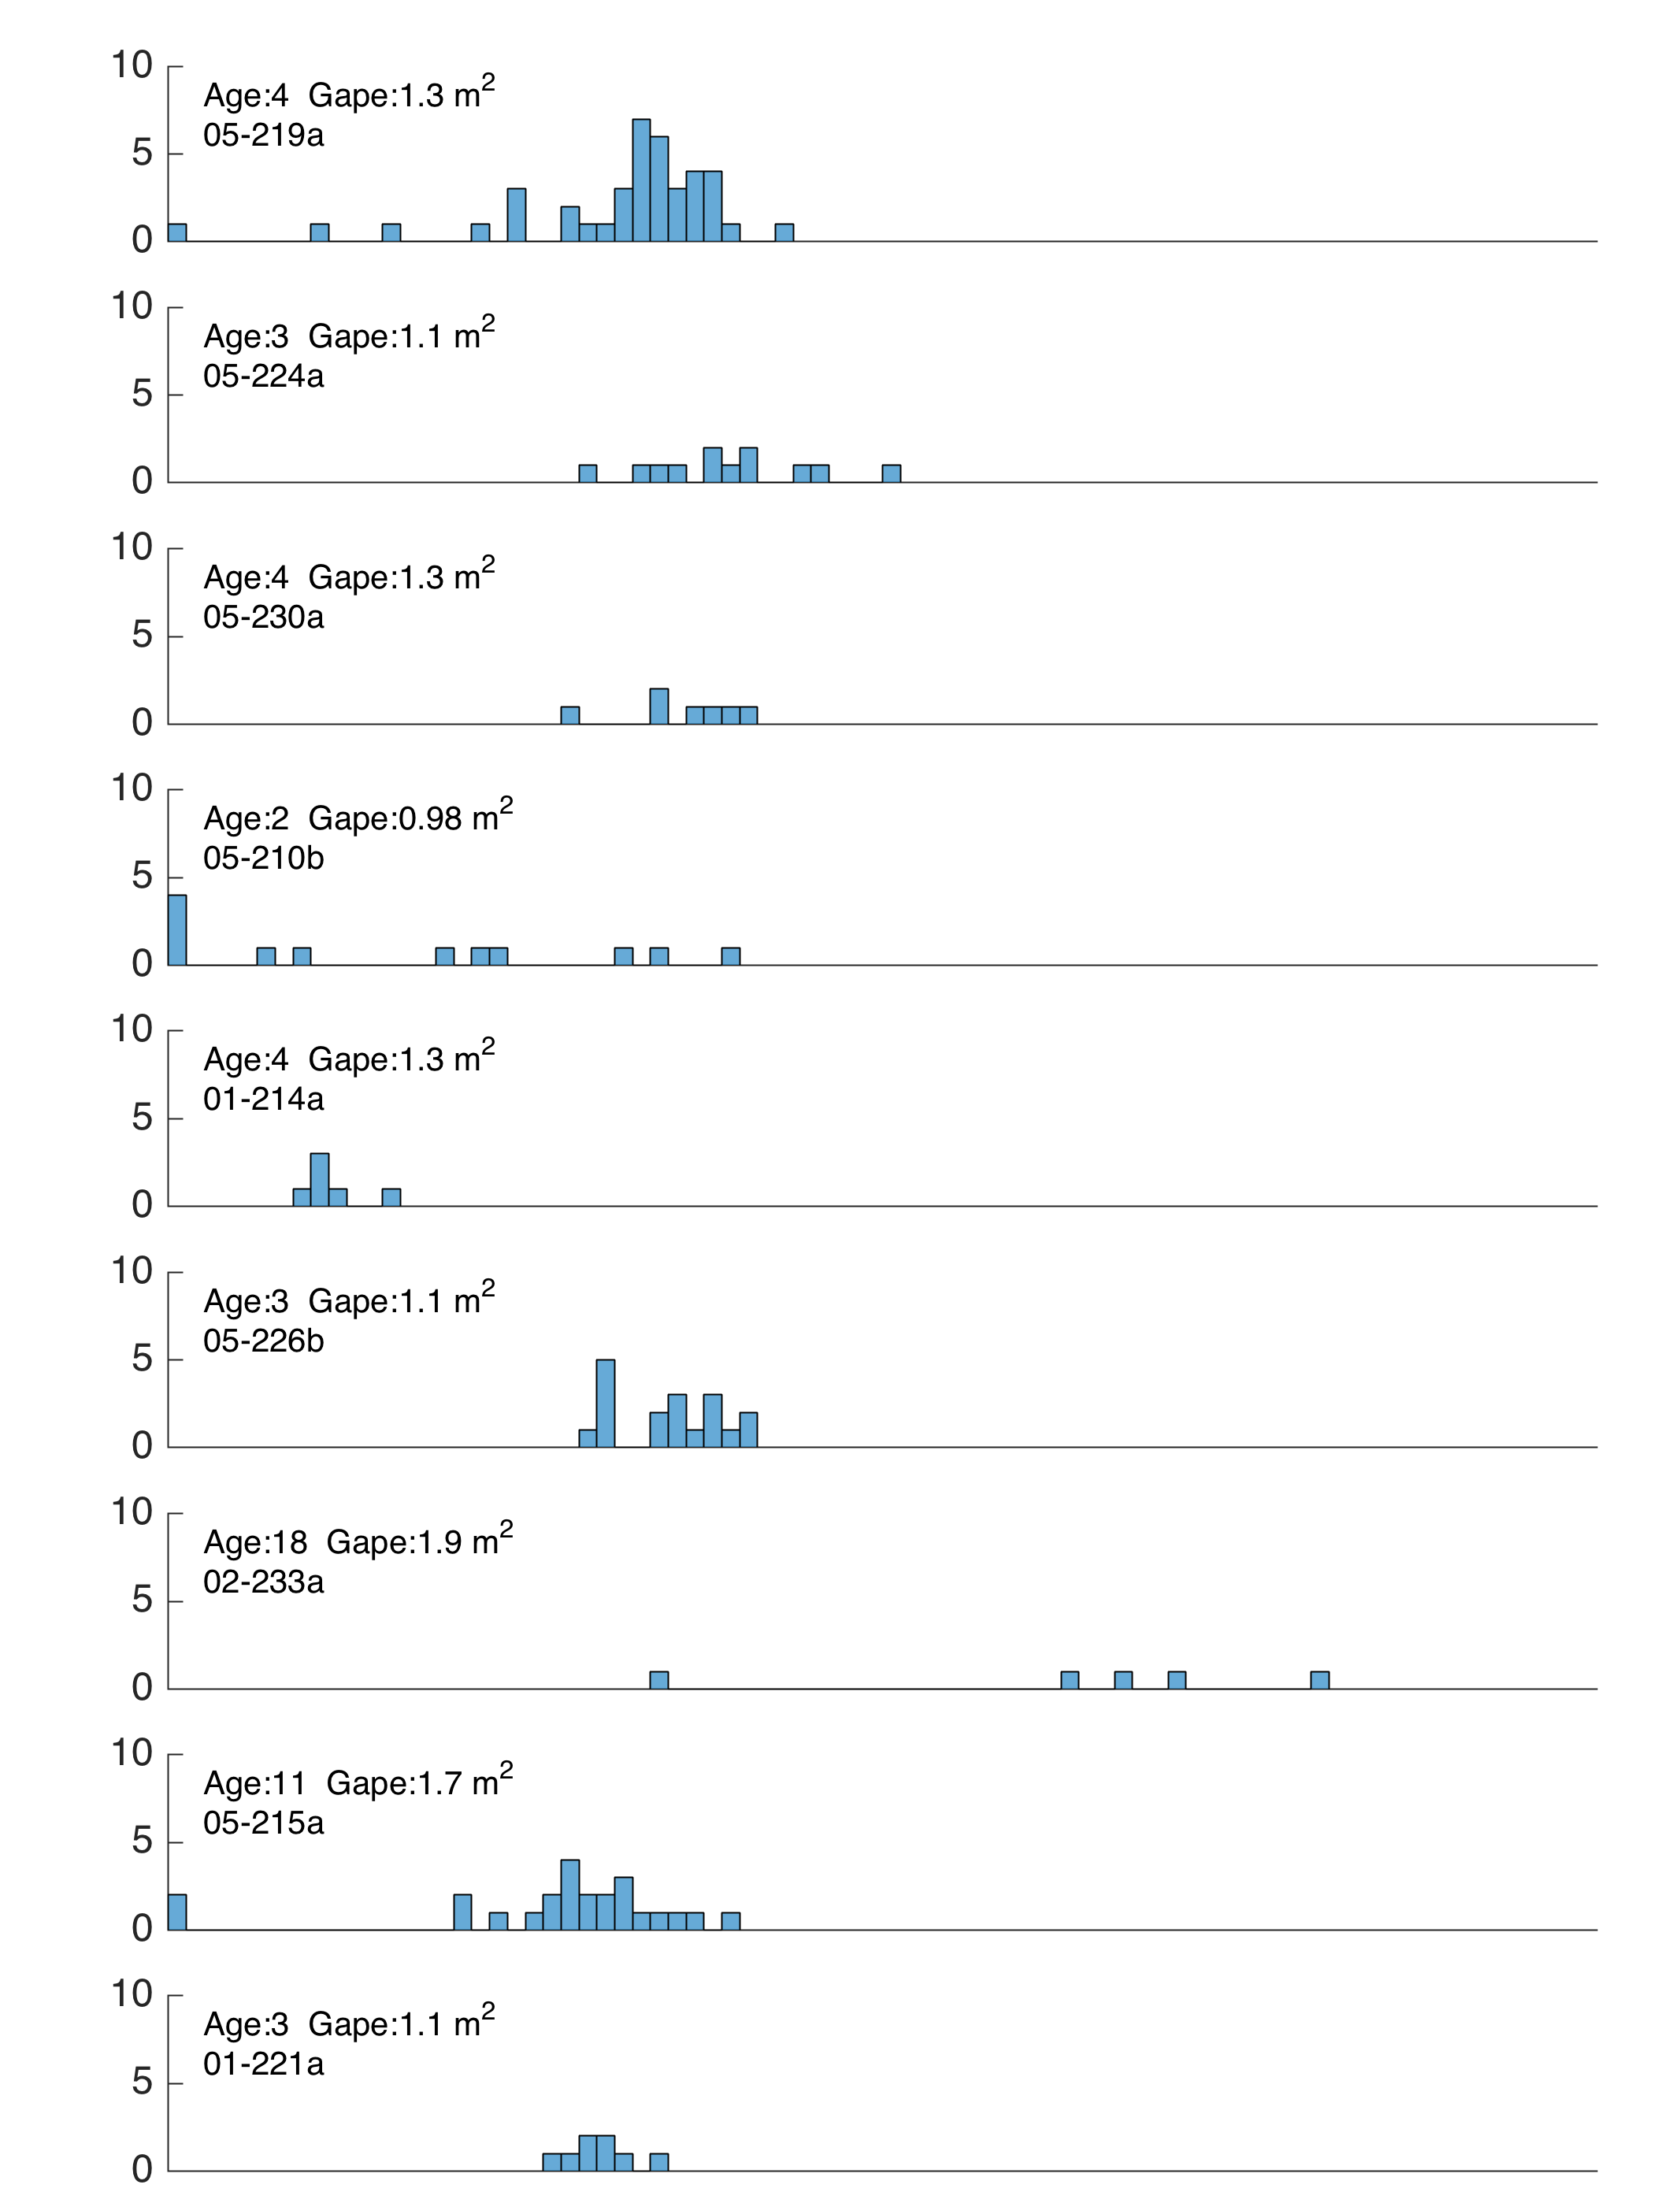 10
Age:4 Gape:1.3 m²
05-219a
5
0
10
Age:3 Gape:1.1 m²
05-224a
5
0
10
Age:4 Gape:1.3 m²
05-230a
5
0
10
Age:2 Gape:0.98 m²
05-210b
5
0
10
Age:4 Gape:1.3 m²
01-214a
5
0
10
Age:3 Gape:1.1 m²
05-226b
5
0
10
Age:18 Gape:1.9 m²
02-233a
5
0
10
Age:11 Gape:1.7 m²
05-215a
5
0
10
Age:3 Gape:1.1 m²
01-221a
5
0